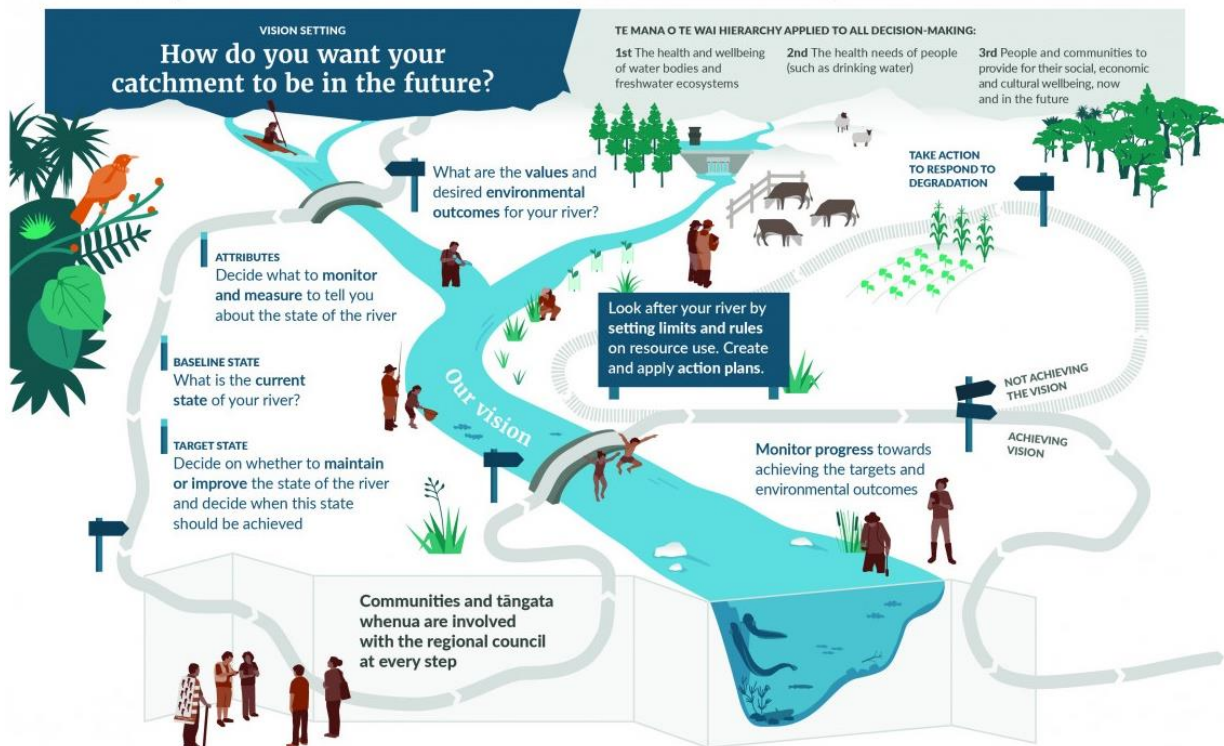 VISION SETTING
How do you want your
catchment to be in the future?
TE MANA O TE WAI HIERARCHY APPLIED TO ALL DECISION-MAKING:
1st The health and wellbeing
of water bodies and
freshwater ecosystems
2nd The health needs of people
(such as drinking water)
3rd People and communities to
provide for their social, economic
and cultural wellbeing, now
and in the future
What are the values and
desired environmental
outcomes for your river?
TAKE ACTION
TO RESPOND TO
DEGRADATION
ATTRIBUTES
Decide what to monitor
and measure to tell you
about the state of the river
BASELINE STATE
What is the current
state of your river?
TARGET STATE
Decide on whether to maintain
or improve the state of the river
and decide when this state
should be achieved
Look after your river by
setting limits and rules
on resource use. Create
and apply action plans.
Our vision
NOT ACHIEVING
THE VISION
ACHIEVING
VISION
Monitor progress towards
achieving the targets and
environmental outcomes
Communities and tāngata
whenua are involved
with the regional council
at every step